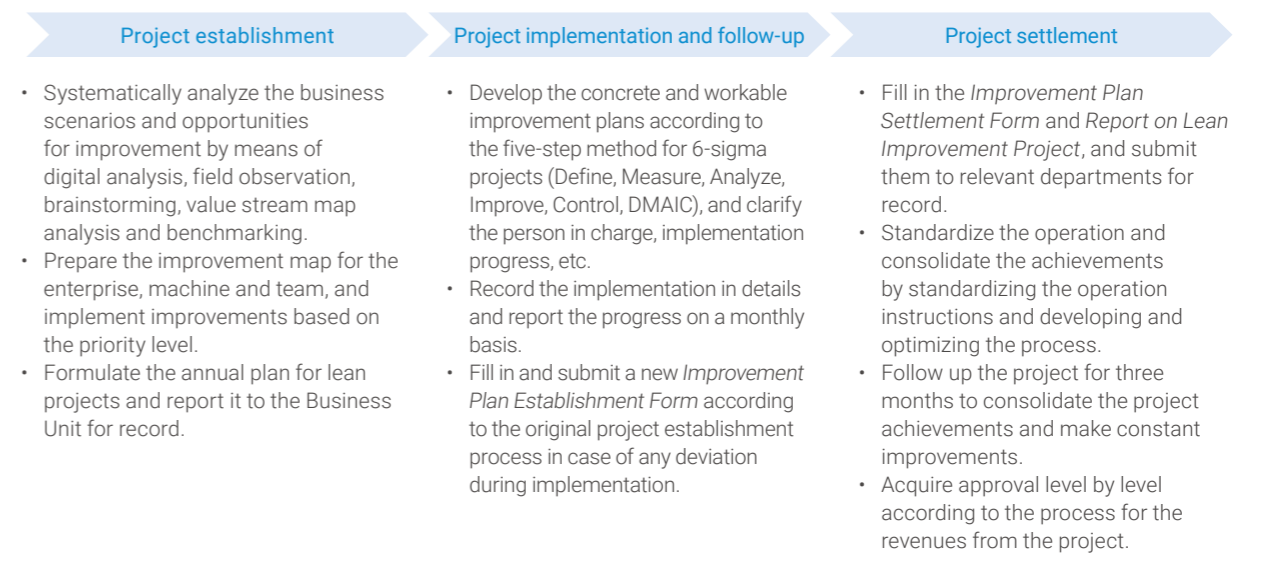 Project establishment
• Systematically analyze the business
scenarios and opportunities
for improvement by means of
digital analysis, field observation,
brainstorming, value stream map
analysis and benchmarking.
• Prepare the improvement map for the
enterprise, machine and team, and
implement improvements based on
the priority level.
• Formulate the annual plan for lean
projects and report it to the Business
Unit for record.
Project implementation and follow-up
• Develop the concrete and workable
improvement plans according to
the five-step method for 6-sigma
projects (Define, Measure, Analyze,
Improve, Control, DMAIC), and clarify
the person in charge, implementation
progress, etc.
• Record the implementation in details
and report the progress on a monthly
basis.
• Fill in and submit a new Improvement
Plan Establishment Form according
to the original project establishment
process in case of any deviation
during implementation.
Project settlement
• Fill in the Improvement Plan
Settlement Form and Report on Lean
Improvement Project, and submit
them to relevant departments for
record.
• Standardize the operation and
consolidate the achievements
by standardizing the operation
instructions and developing and
optimizing the process.
• Follow up the project for three
months to consolidate the project
achievements and make constant
improvements.
• Acquire approval level by level
according to the process for the
revenues from the project.